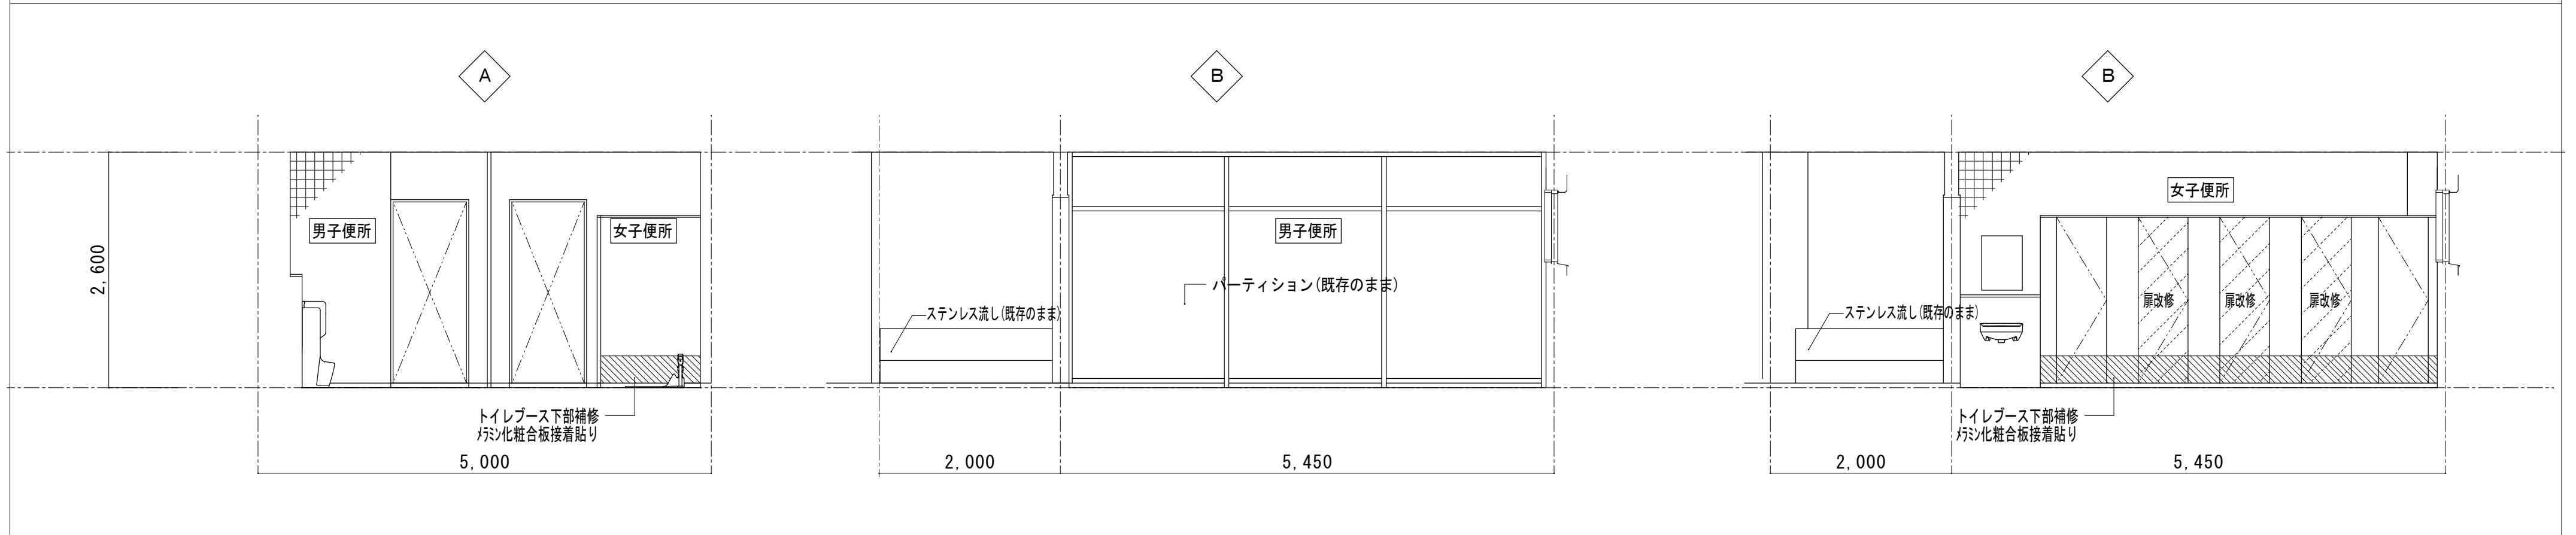 A
B
B
2,600
男子便所
女子便所
トイレブース下部補修
メラミン化粧合板接着貼り
5,000
男子便所
パーティション(既存のまま)
ステンレス流し(既存のまま)
2,000
5,450
女子便所
ステンレス流し(既存のまま)
扉改修
扉改修
扉改修
トイレブース下部補修
メラミン化粧合板接着貼り
2,000
5,450